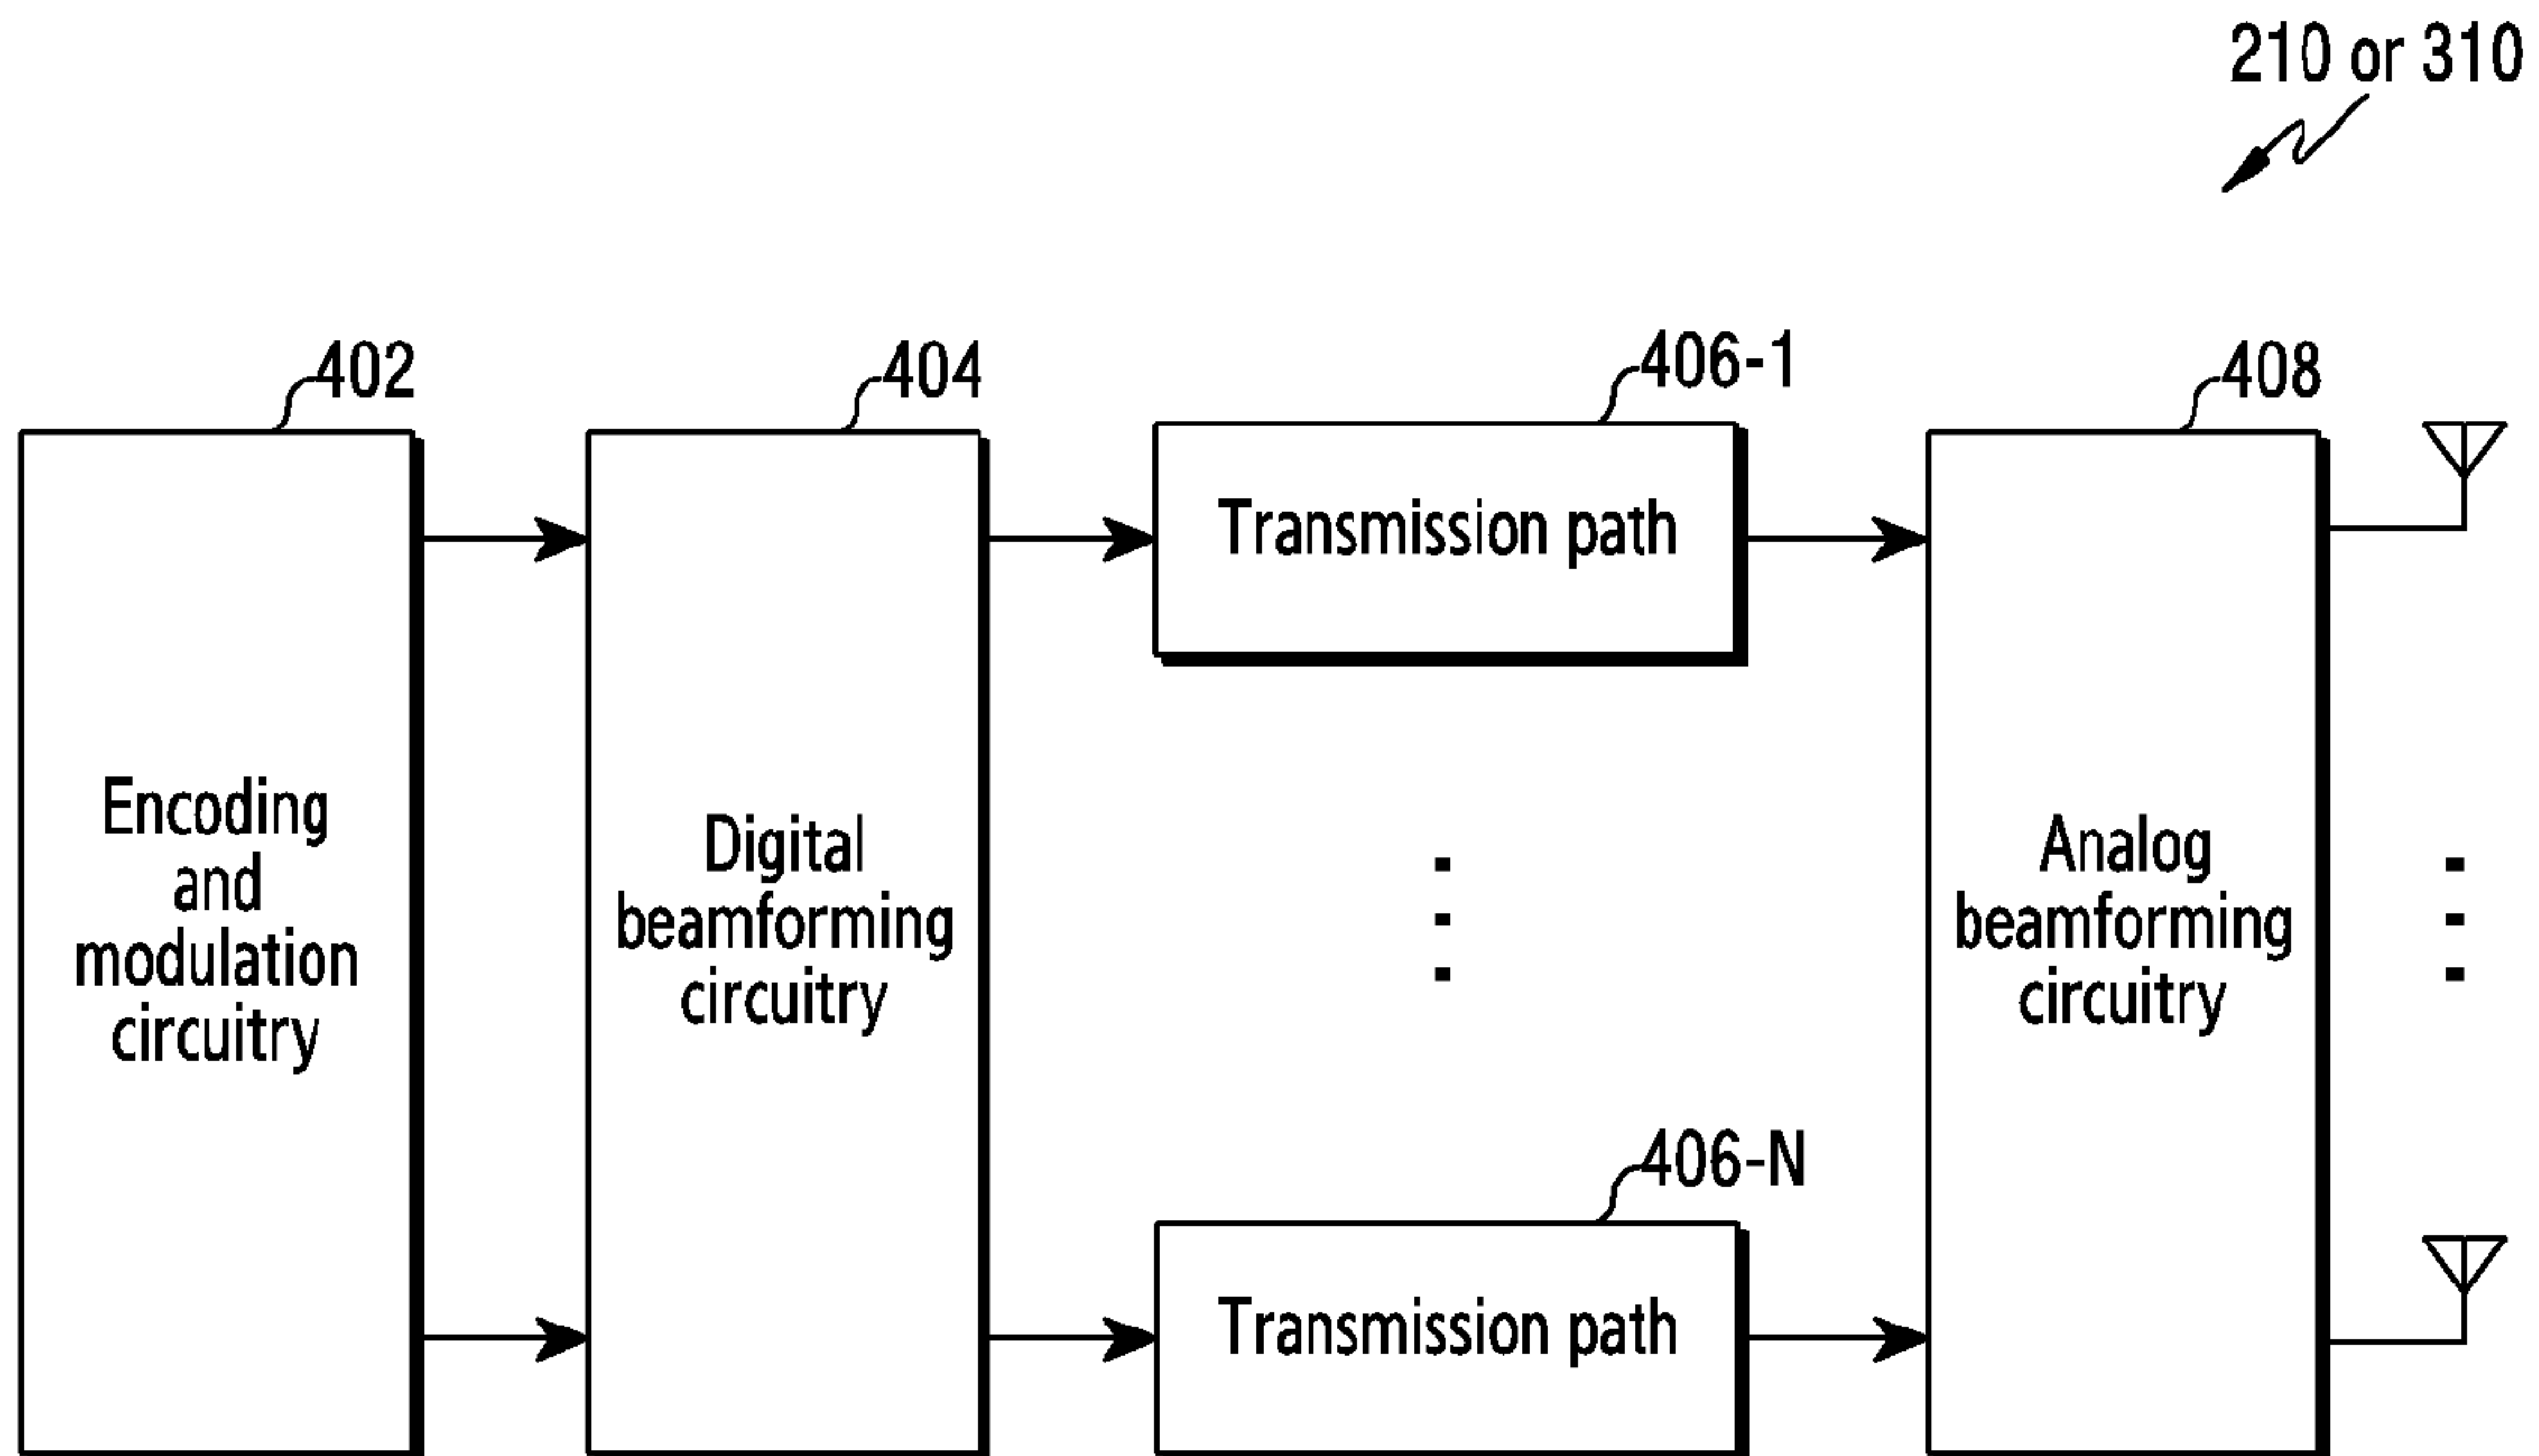 210 or 310
402
404
406-1
408
Encoding
and
modulation
circuitry
Digital
beamforming
circuitry
Transmission path
Analog
beamforming
circuitry
406-N
Transmission path